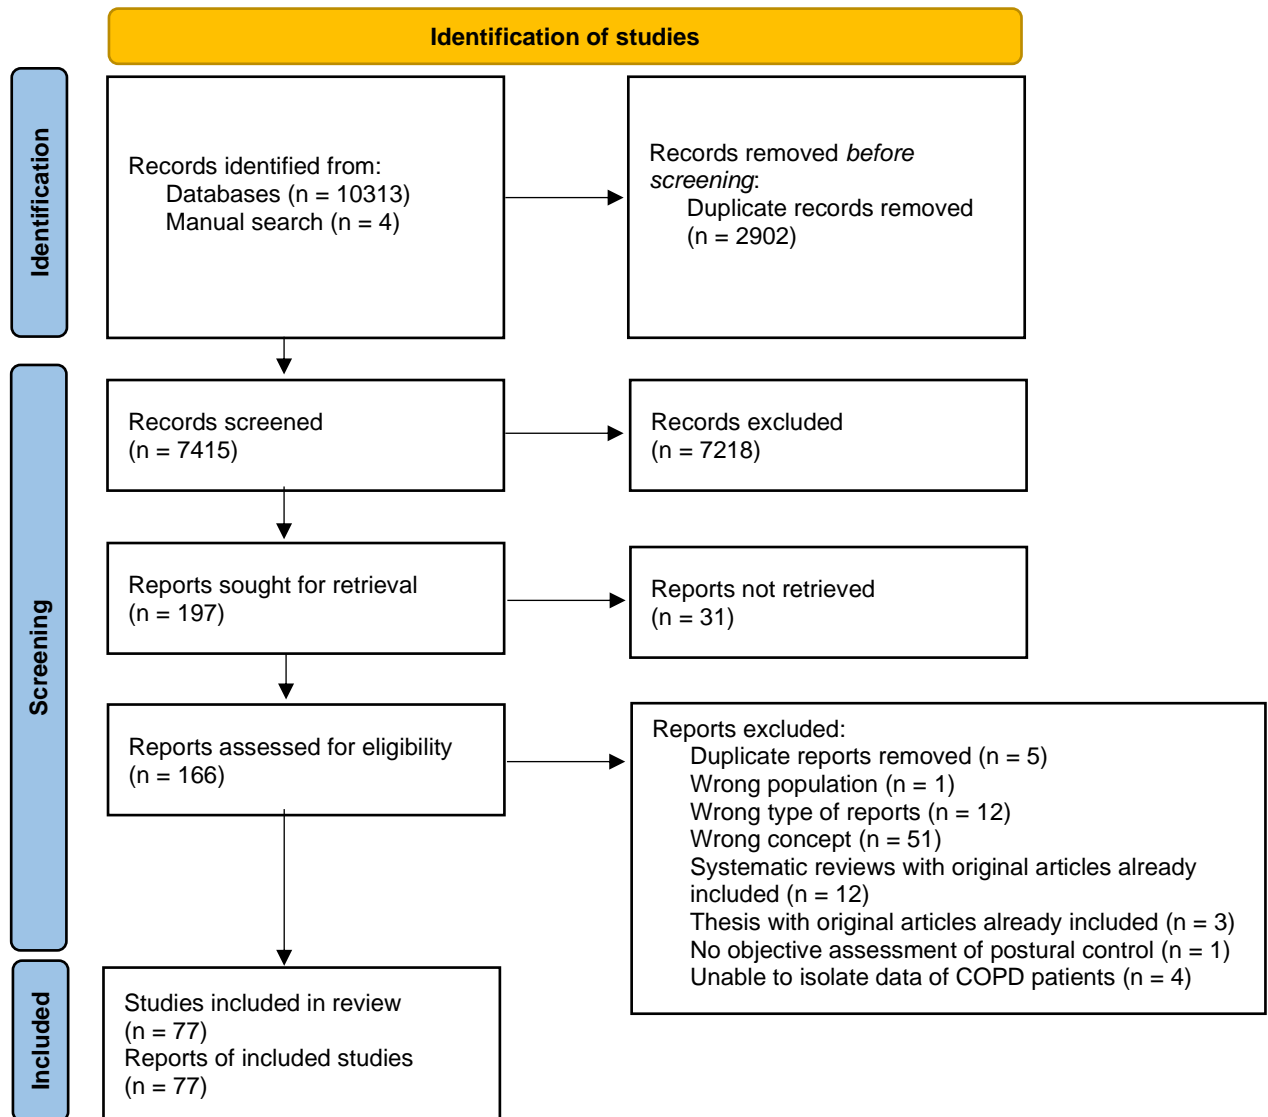 Identification of studies
Identification
Records identified from:
Databases (n = 10313)
Manual search (n = 4)
Records removed before
screening:
Duplicate records removed
(n = 2902)
Screening
Records screened
(n = 7415)
Records excluded
(n = 7218)
Reports sought for retrieval
(n = 197)
Reports not retrieved
(n = 31)
Reports assessed for eligibility
(n = 166)
Reports excluded:
Duplicate reports removed (n = 5)
Wrong population (n = 1)
Wrong type of reports (n = 12)
Wrong concept (n = 51)
Systematic reviews with original articles already
included (n = 12)
Thesis with original articles already included (n = 3)
No objective assessment of postural control (n = 1)
Unable to isolate data of COPD patients (n = 4)
Included
Studies included in review
(n = 77)
Reports of included studies
(n = 77)